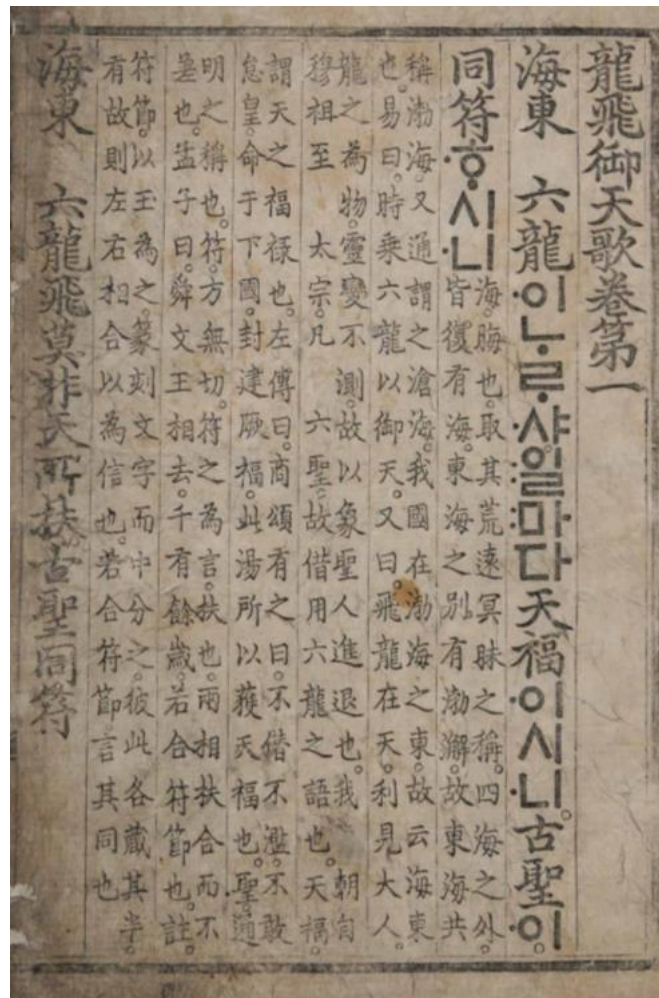 龍飛御天歌卷第一
海東 六龍·이ᄂᆞ·ᄅᆞ·샤:일:마다天福·이시·니。古聖·이。
同符·ᄒᆞ시·니
海。晦也。取其荒遠冥昧之稱。四海之外。
皆復有海。東海之別有渤澥。故東海共
稱渤海。又通謂之滄海。我國在渤海之東。故云海東
也。易曰。時乘六龍以御天。又曰。飛龍在天。利見大人。
龍之為物。靈變不測。故以象聖人進退也。我 朝自
穆祖至 太宗。凡 六聖。故借用六龍之語也。天福。
謂天之福祿也。左傳曰。商頌有之曰。不僭不濫。不敢
怠皇。命于下國。封建厥福。此湯所以獲天福也。聖。通
明之稱也。符。方無切。符之為言。扶也。兩相扶合而不
差也。孟子曰。舜文王相去。千有餘歲。若合符節也。註。
符節。以玉為之。篆刻文字而中分之。彼此各藏其半。
有故則左右相合以為信也。若合符節。言其同也
海東 六龍飛莫非天所扶古聖同符